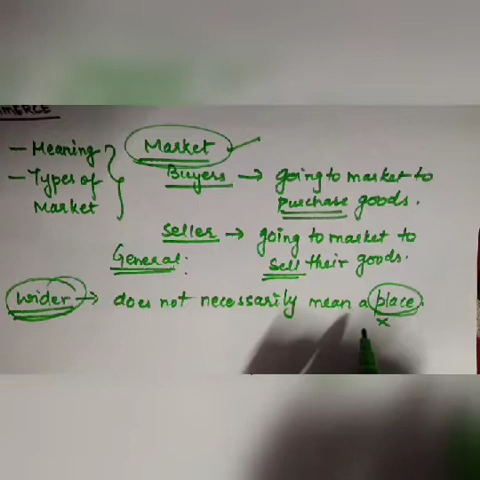 Market
— Meaning
— Types of Market
Buyers → going to market to purchase goods.
Seller → going to market to sell their goods.
General:
Wider → does not necessarily mean a place.
x